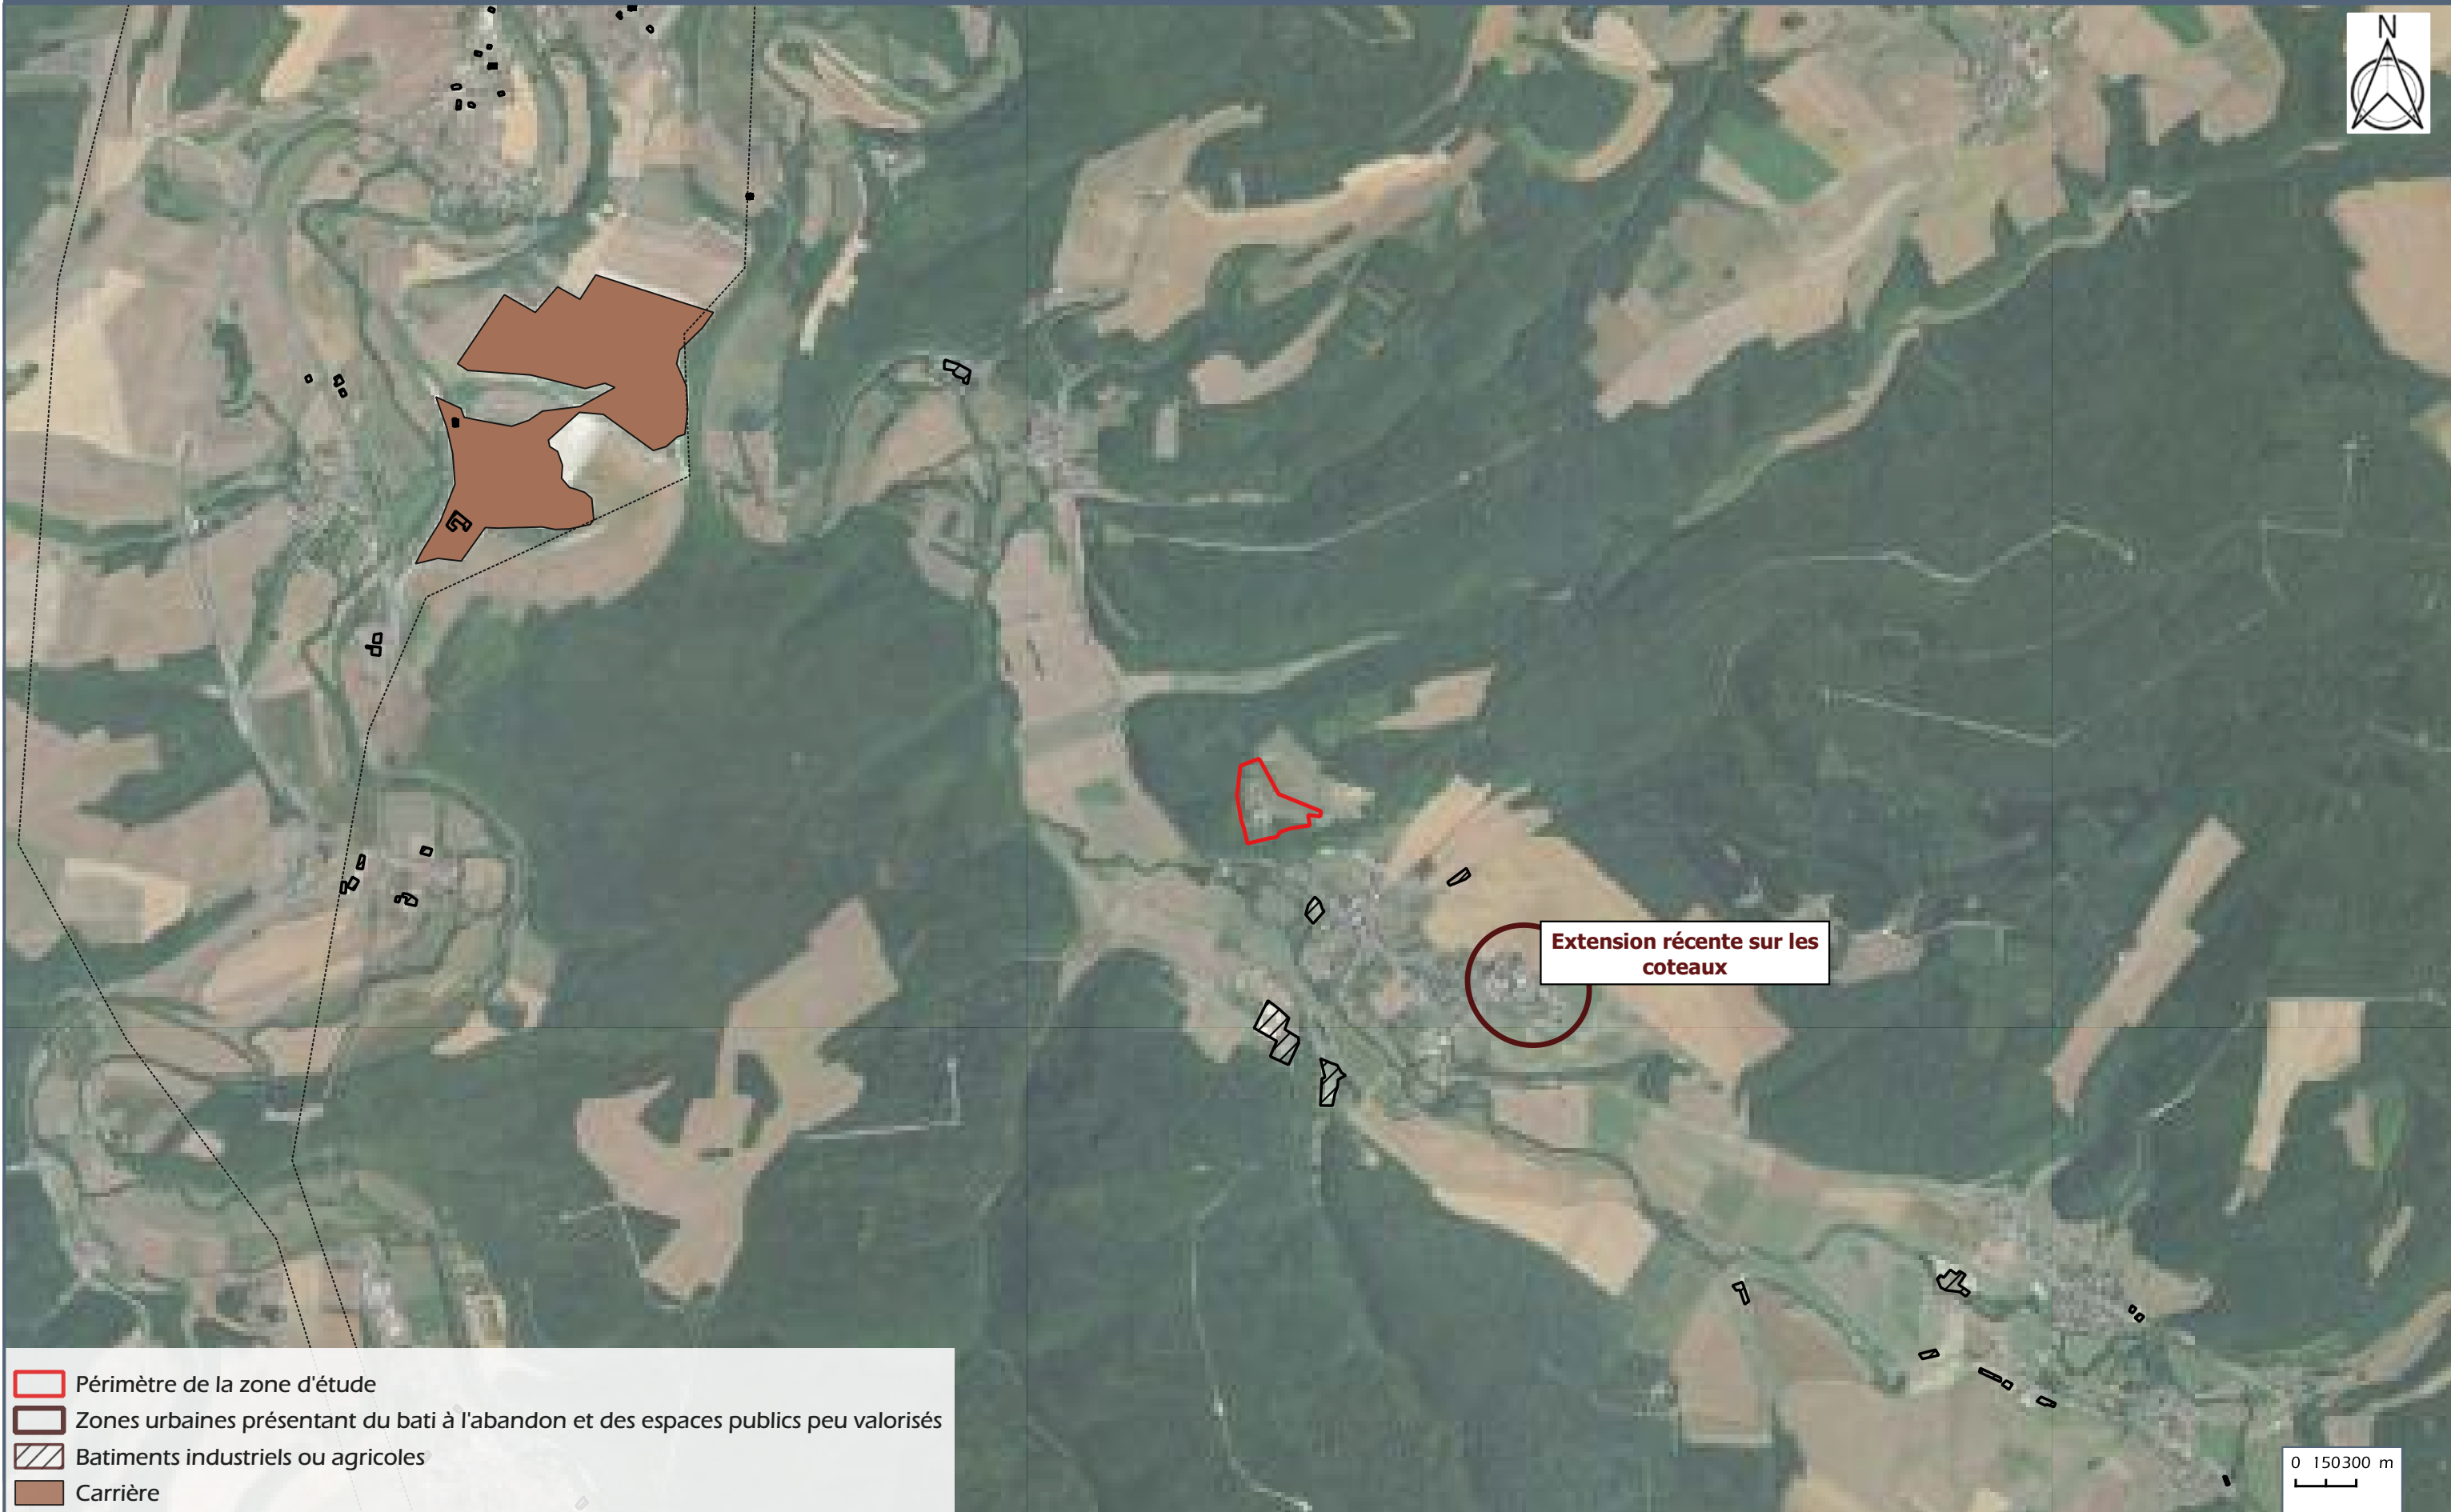 N
Extension récente sur les
coteaux
Périmètre de la zone d'étude
Zones urbaines présentant du bati à l'abandon et des espaces publics peu valorisés
Batiments industriels ou agricoles
Carrière
0 150300 m